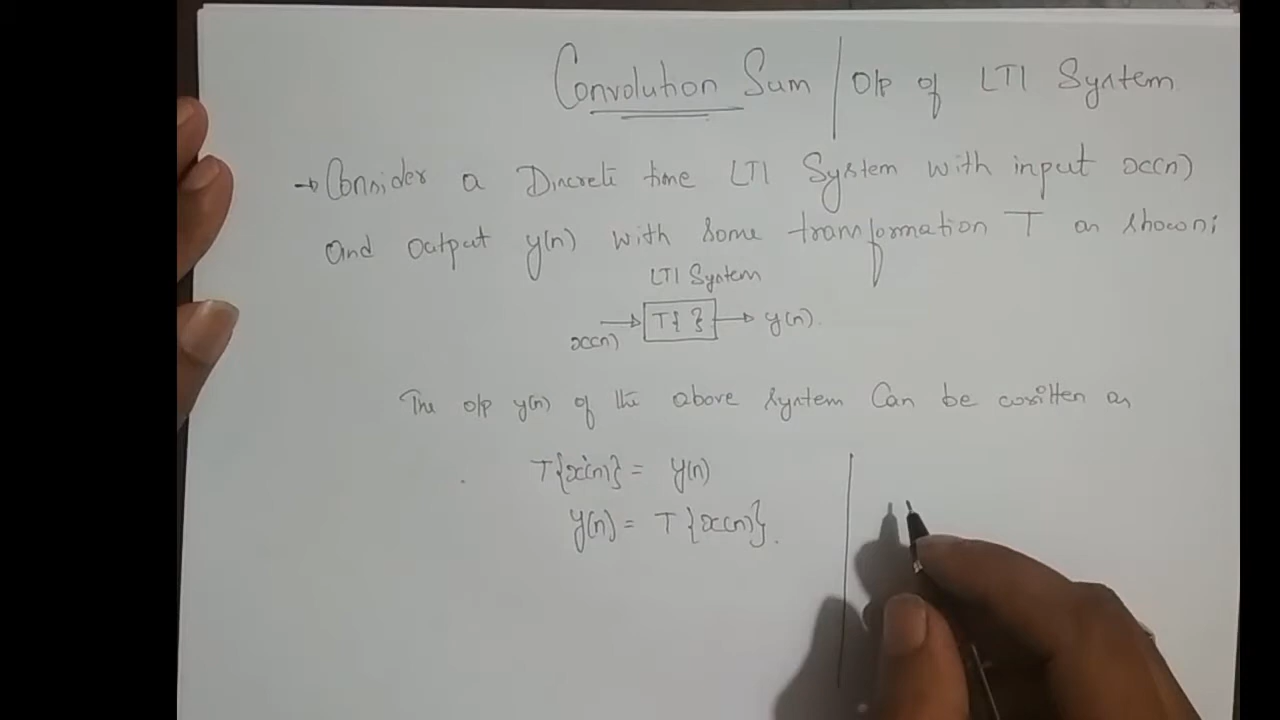 Convolution Sum | O/p of LTI System
→ Consider a Discrete time LTI System with input x(n)
and output y(n) with some transformation T as shown;
LTI System
x(n) → T{ } → y(n).
The o/p y(n) of the above system Can be written as
T{x(n)} = y(n)
y(n) = T{x(n)}.